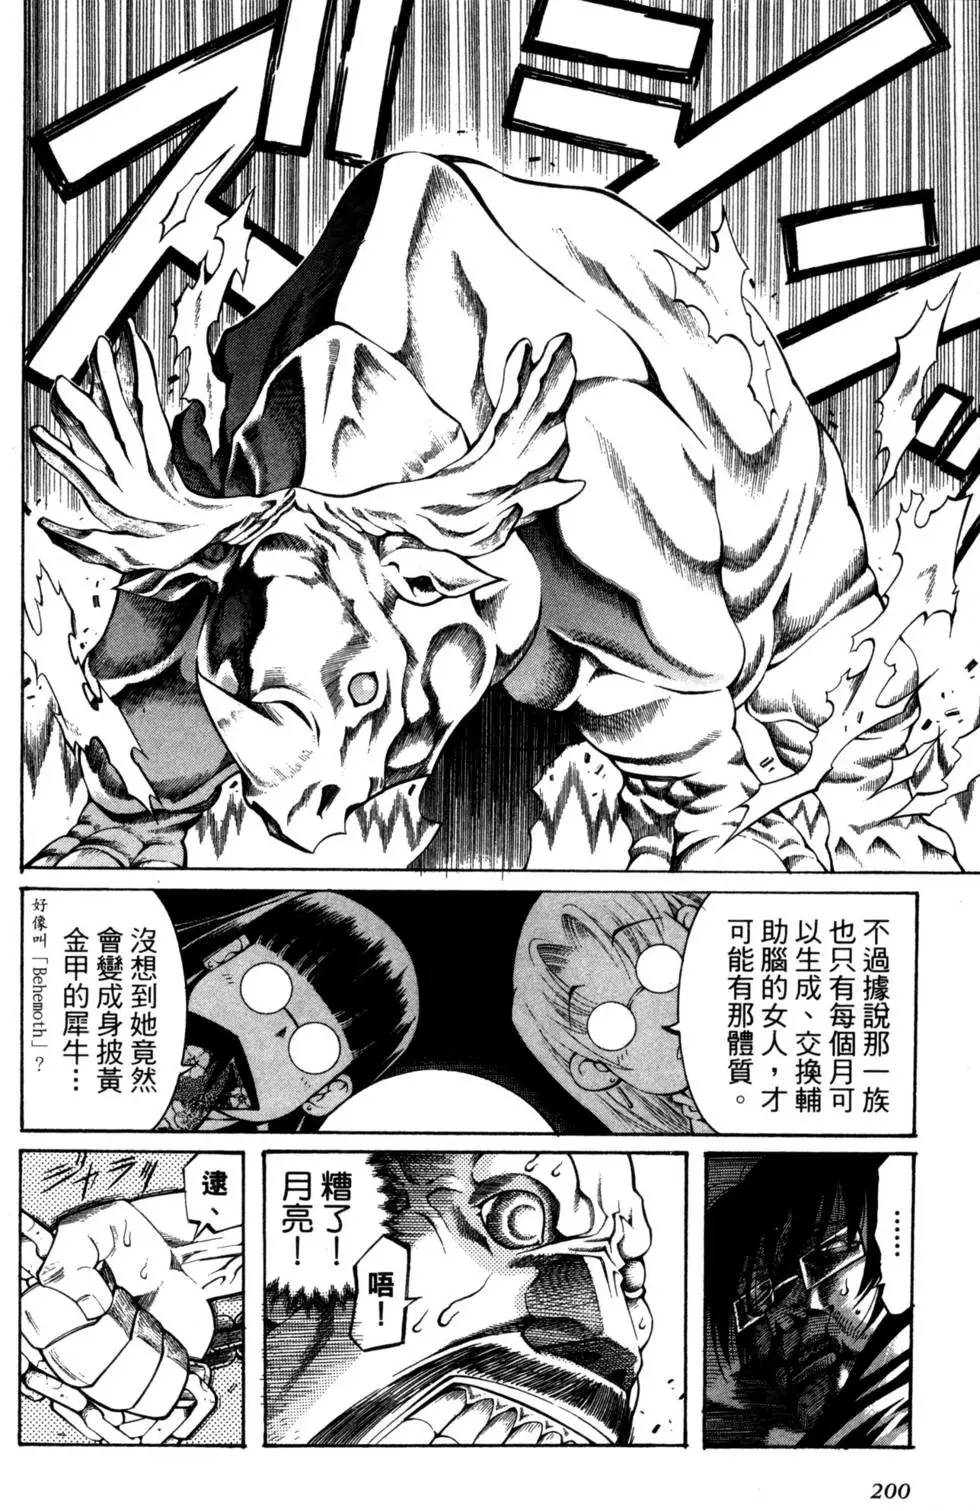 ズシン
不過據說那一族
也只有每個月可
以生成、交換輔
助腦的女人，才
可能有那體質。
沒想到她竟然
會變成身披黃
金甲的犀牛…
好像叫「Behemoth」？
……
糟了！
月亮！
唔！
逮、
200